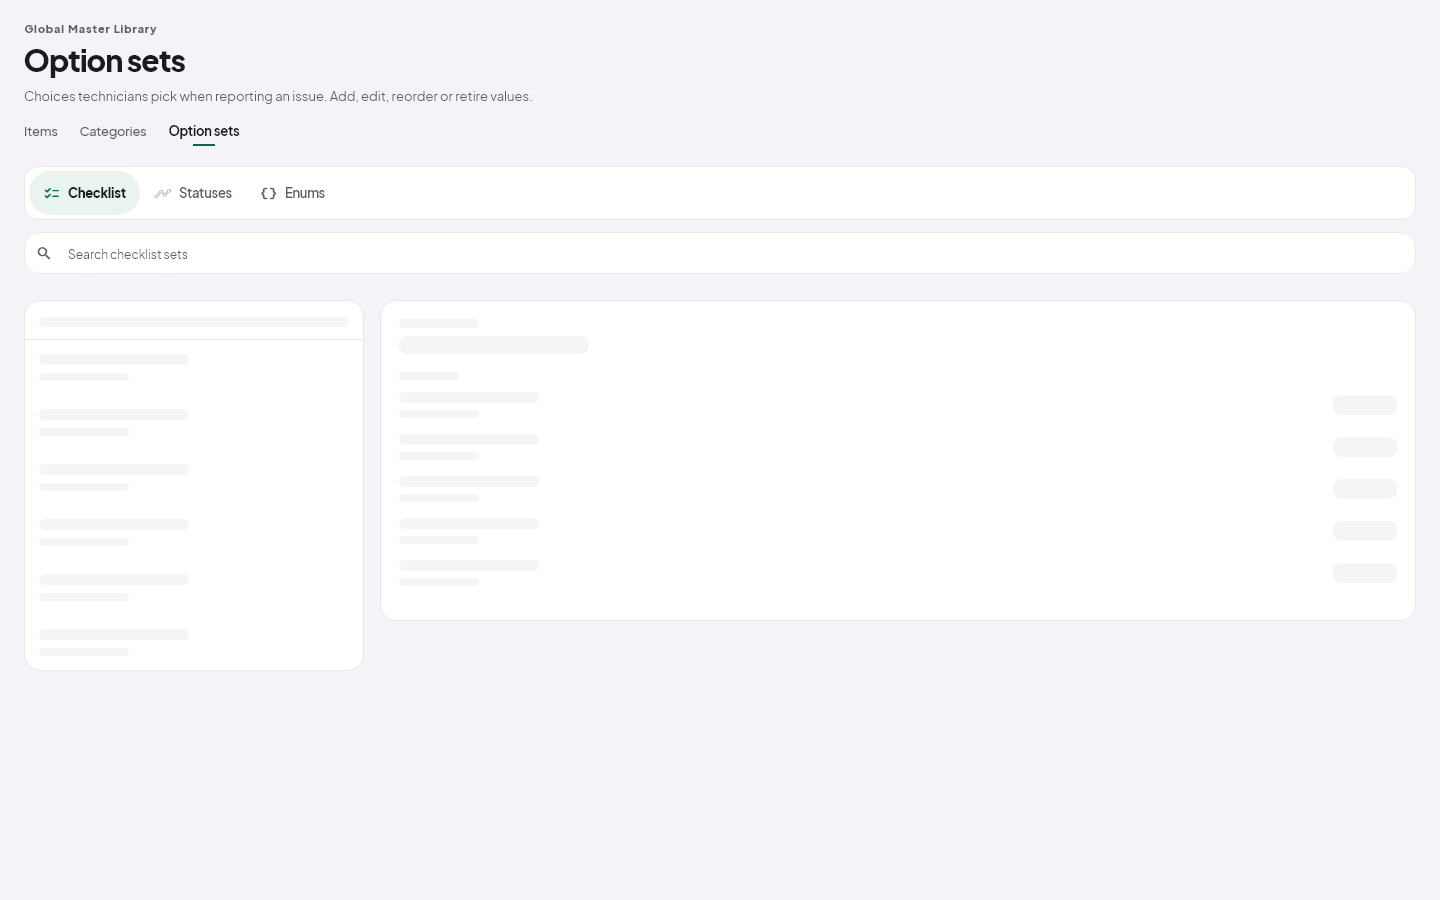 Global Master Library
Option sets
Choices technicians pick when reporting an issue. Add, edit, reorder or retire values.
Items Categories Option sets
Checklist Statuses Enums
Search checklist sets